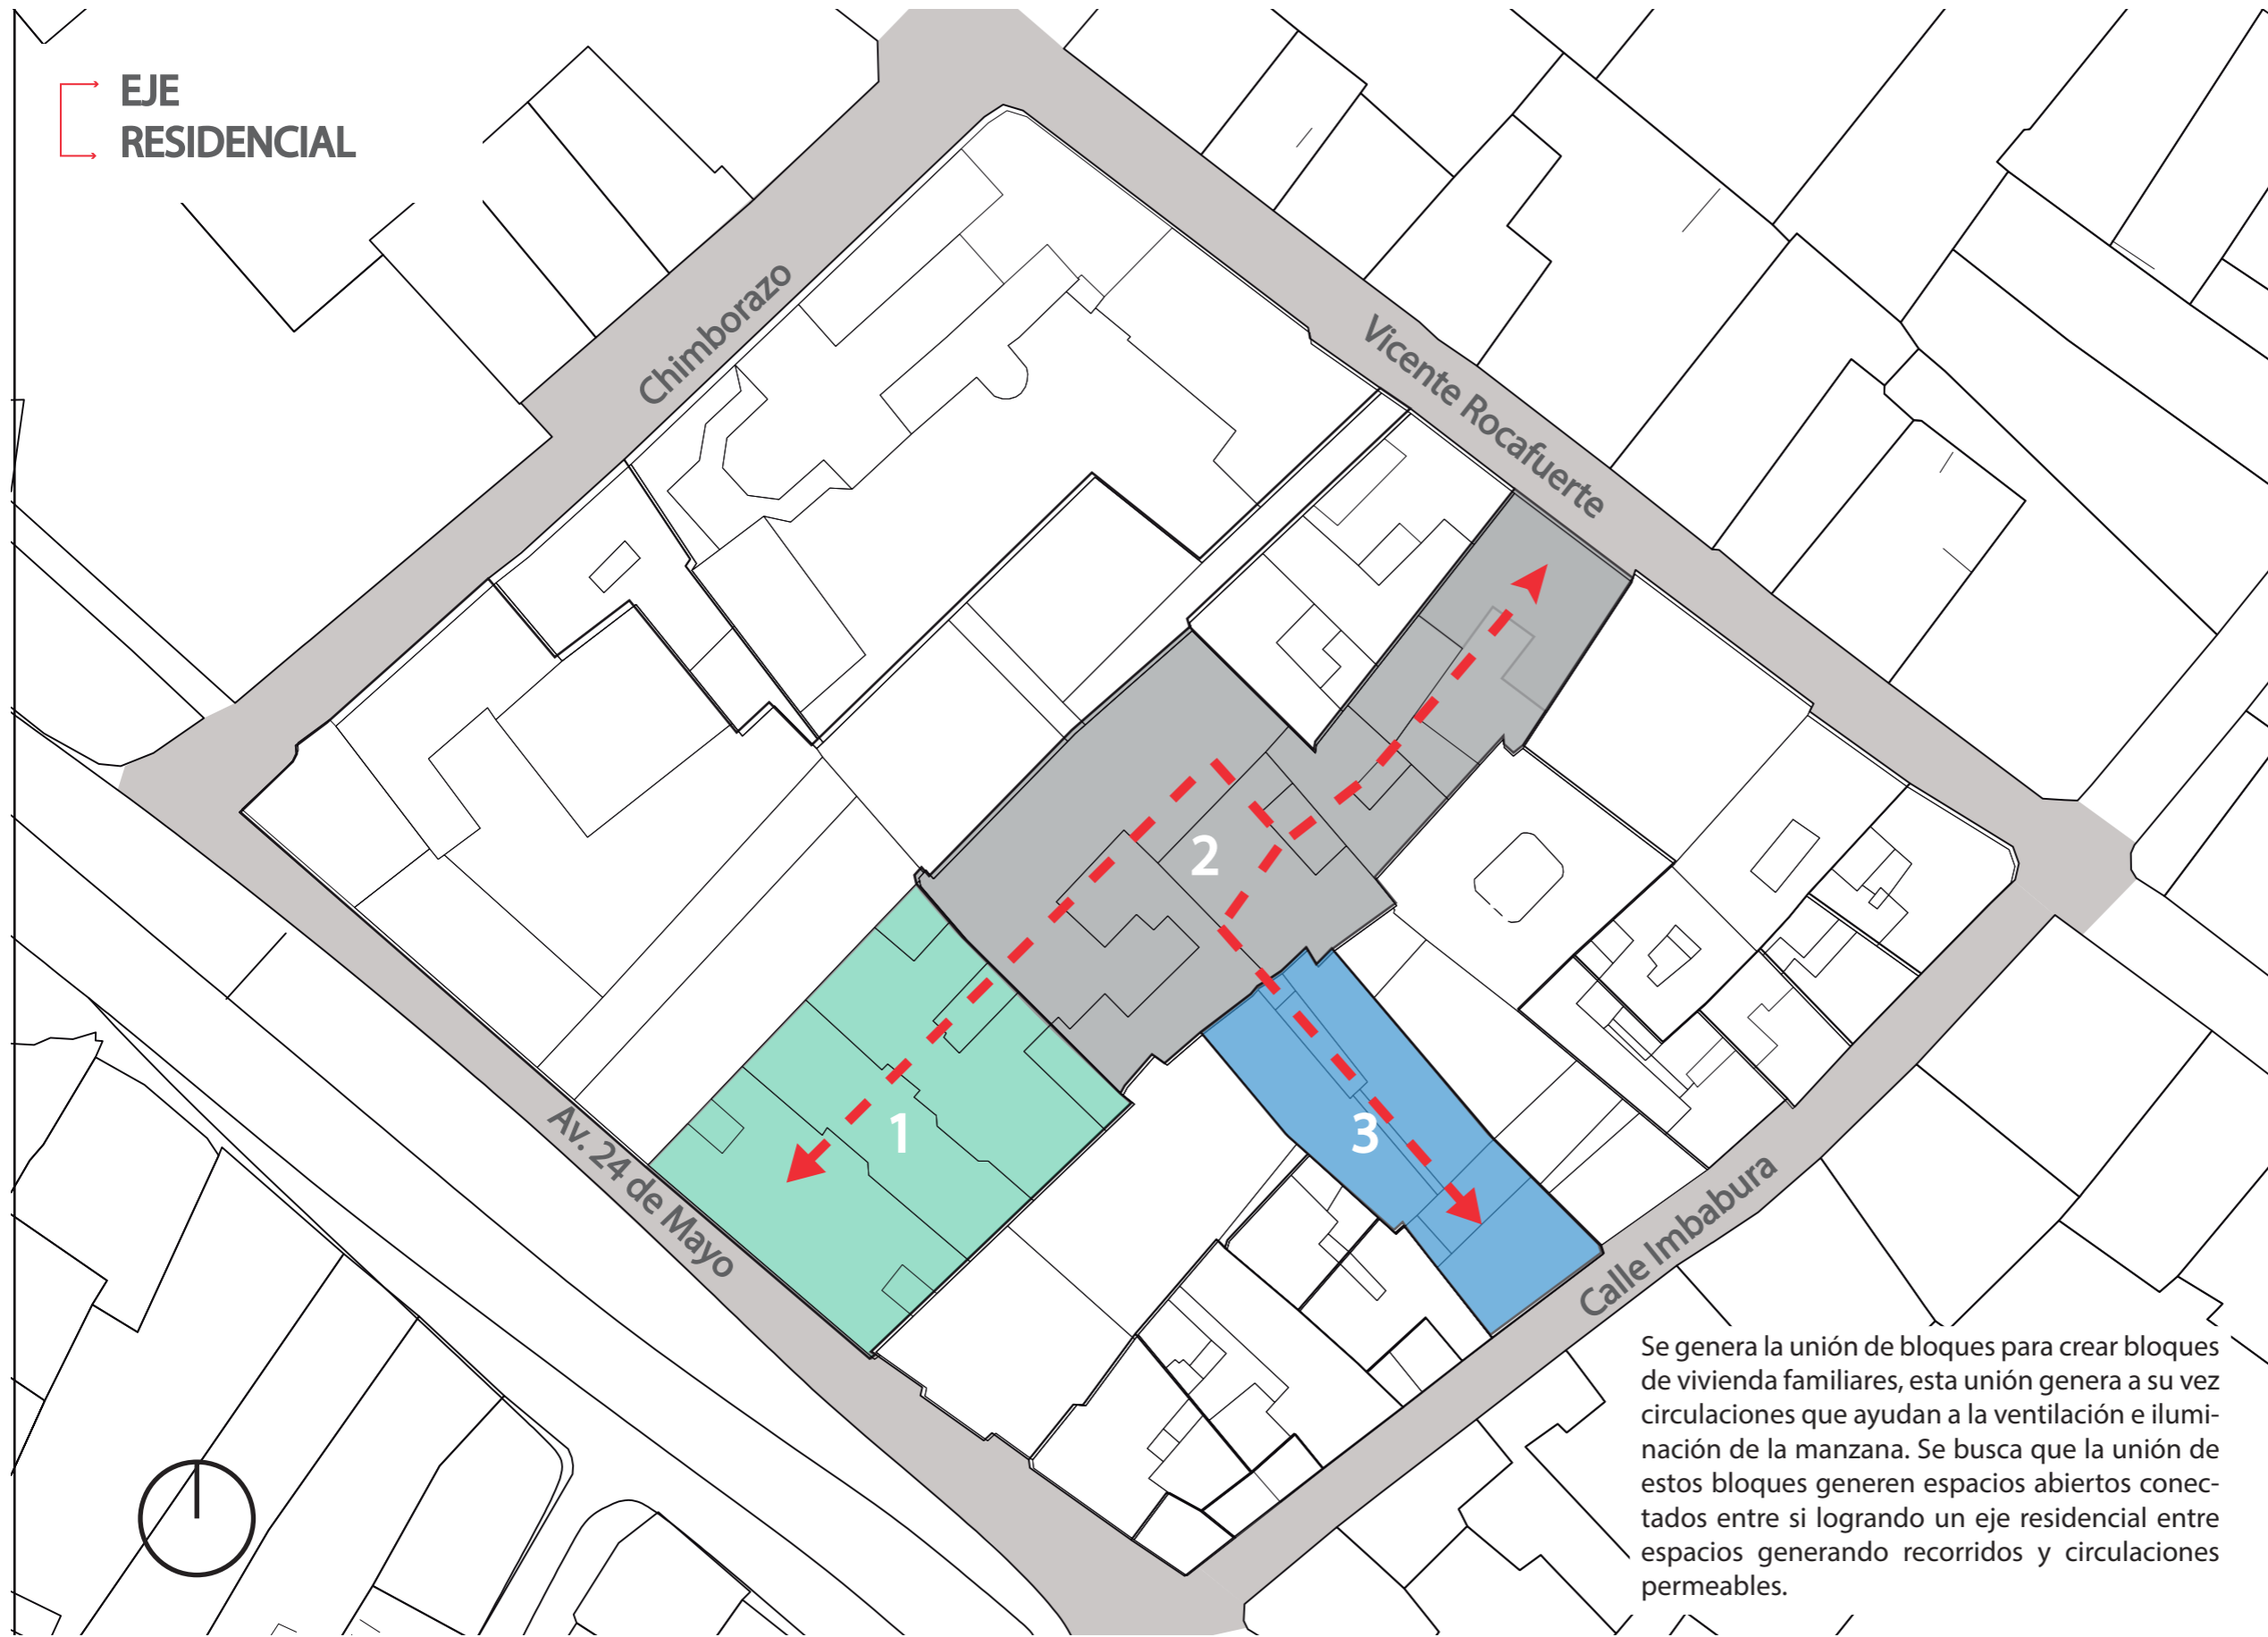 EJE
RESIDENCIAL
Chimborazo
Vicente Rocafuerte
2
1
3
Av. 24 de Mayo
Calle Imbabura
Se genera la unión de bloques para crear bloques
de vivienda familiares, esta unión genera a su vez
circulaciones que ayudan a la ventilación e ilumi-
nación de la manzana. Se busca que la unión de
estos bloques generen espacios abiertos conec-
tados entre si logrando un eje residencial entre
espacios generando recorridos y circulaciones
permeables.